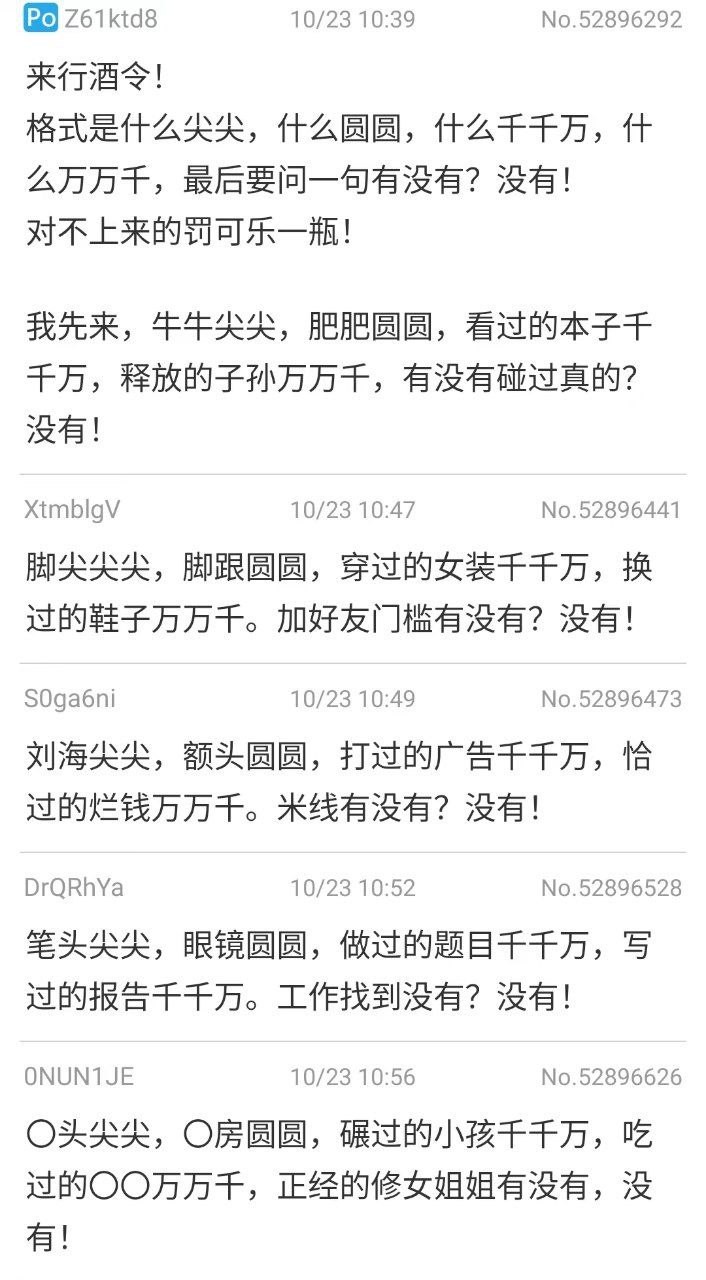 Po Z61ktd8 10/23 10:39 No.52896292
来行酒令！
格式是什么尖尖，什么圆圆，什么千千万，什
么万万千，最后要问一句有没有？没有！
对不上来的罚可乐一瓶！
我先来，牛牛尖尖，肥肥圆圆，看过的本子千
千万，释放的子孙万万千，有没有碰过真的？
没有！
XtmblgV 10/23 10:47 No.52896441
脚尖尖尖，脚跟圆圆，穿过的女装千千万，换
过的鞋子万万千。加好友门槛有没有？没有！
S0ga6ni 10/23 10:49 No.52896473
刘海尖尖，额头圆圆，打过的广告千千万，恰
过的烂钱万万千。米线有没有？没有！
DrQRhYa 10/23 10:52 No.52896528
笔头尖尖，眼镜圆圆，做过的题目千千万，写
过的报告千千万。工作找到没有？没有！
0NUN1JE 10/23 10:56 No.52896626
〇头尖尖，〇房圆圆，碾过的小孩千千万，吃
过的〇〇万万千，正经的修女姐姐有没有，没
有！